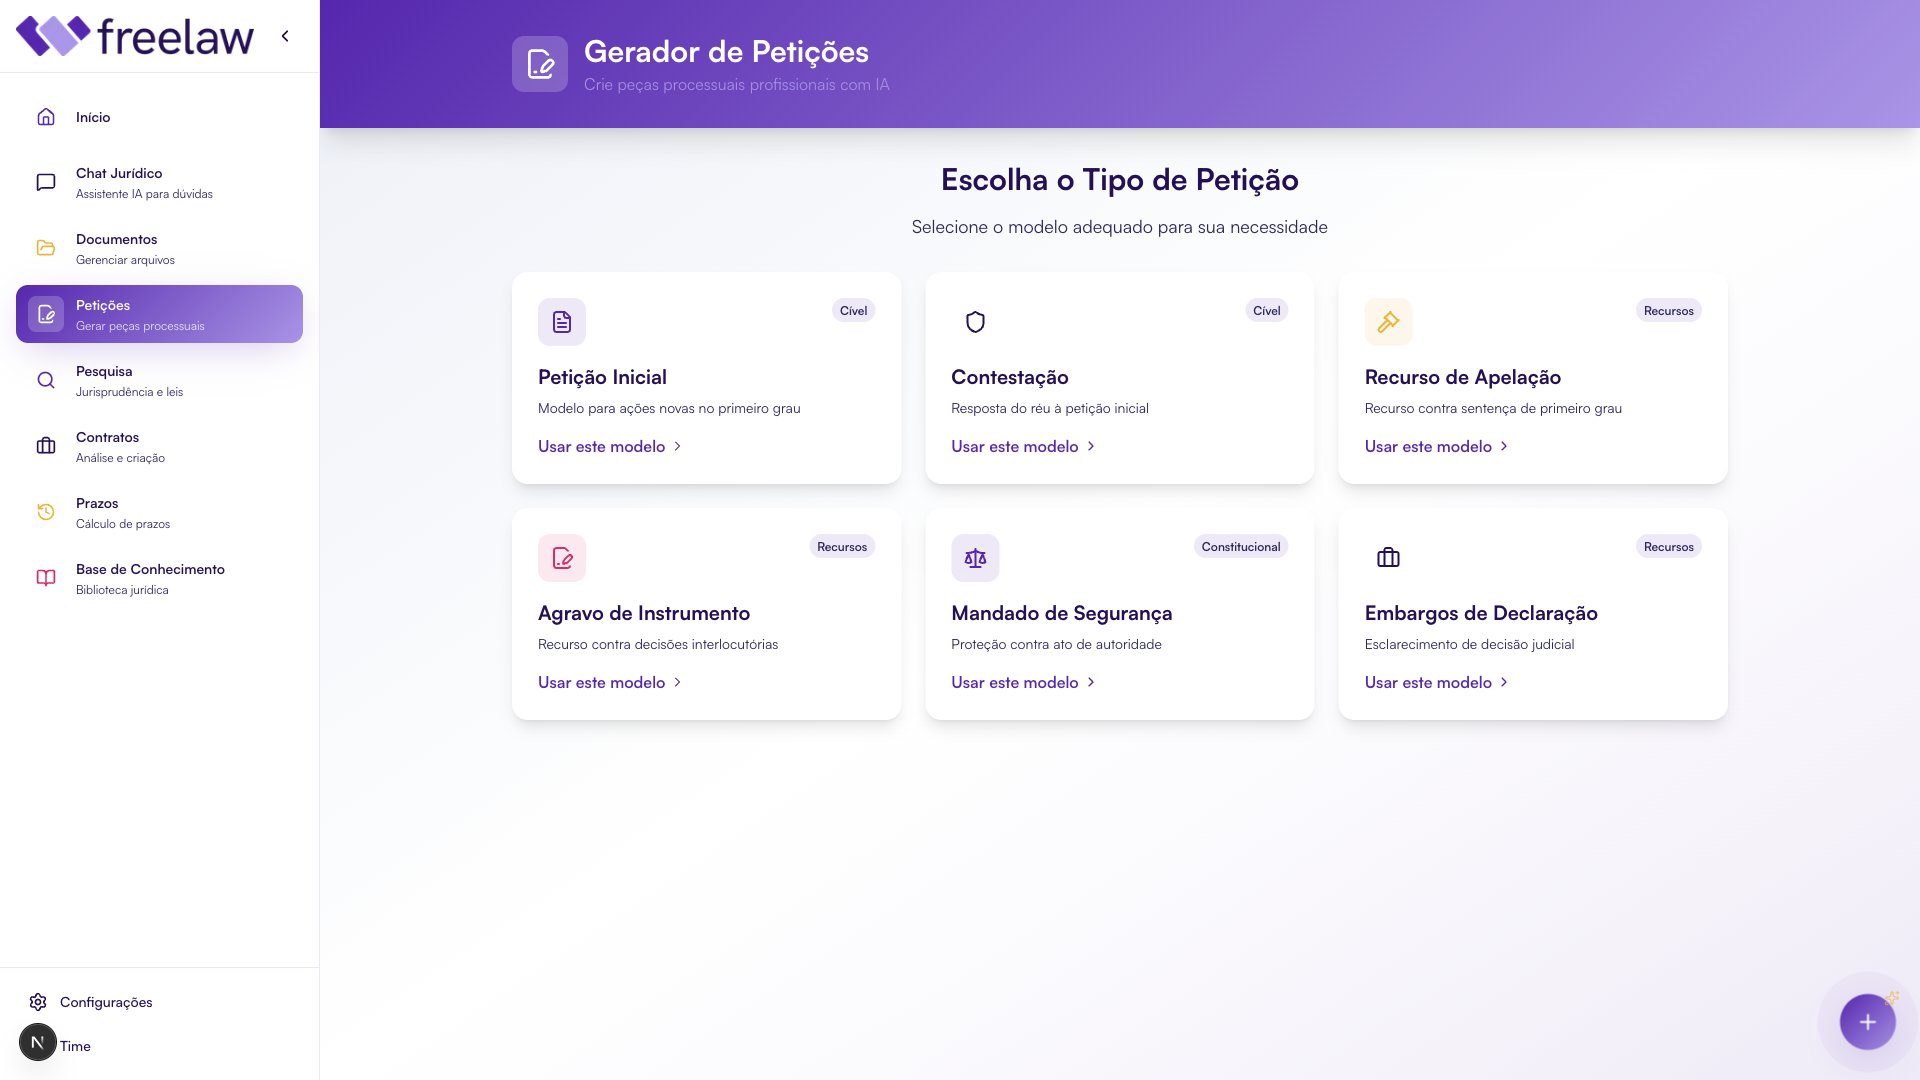 freelaw
Início
Chat Jurídico
Assistente IA para dúvidas
Documentos
Gerenciar arquivos
Petições
Gerar peças processuais
Pesquisa
Jurisprudência e leis
Contratos
Análise e criação
Prazos
Cálculo de prazos
Base de Conhecimento
Biblioteca jurídica
Configurações
N
Time
Gerador de Petições
Crie peças processuais profissionais com IA
Escolha o Tipo de Petição
Selecione o modelo adequado para sua necessidade
Cível
Petição Inicial
Modelo para ações novas no primeiro grau
Usar este modelo
Cível
Contestação
Resposta do réu à petição inicial
Usar este modelo
Recursos
Recurso de Apelação
Recurso contra sentença de primeiro grau
Usar este modelo
Recursos
Agravo de Instrumento
Recurso contra decisões interlocutórias
Usar este modelo
Constitucional
Mandado de Segurança
Proteção contra ato de autoridade
Usar este modelo
Recursos
Embargos de Declaração
Esclarecimento de decisão judicial
Usar este modelo